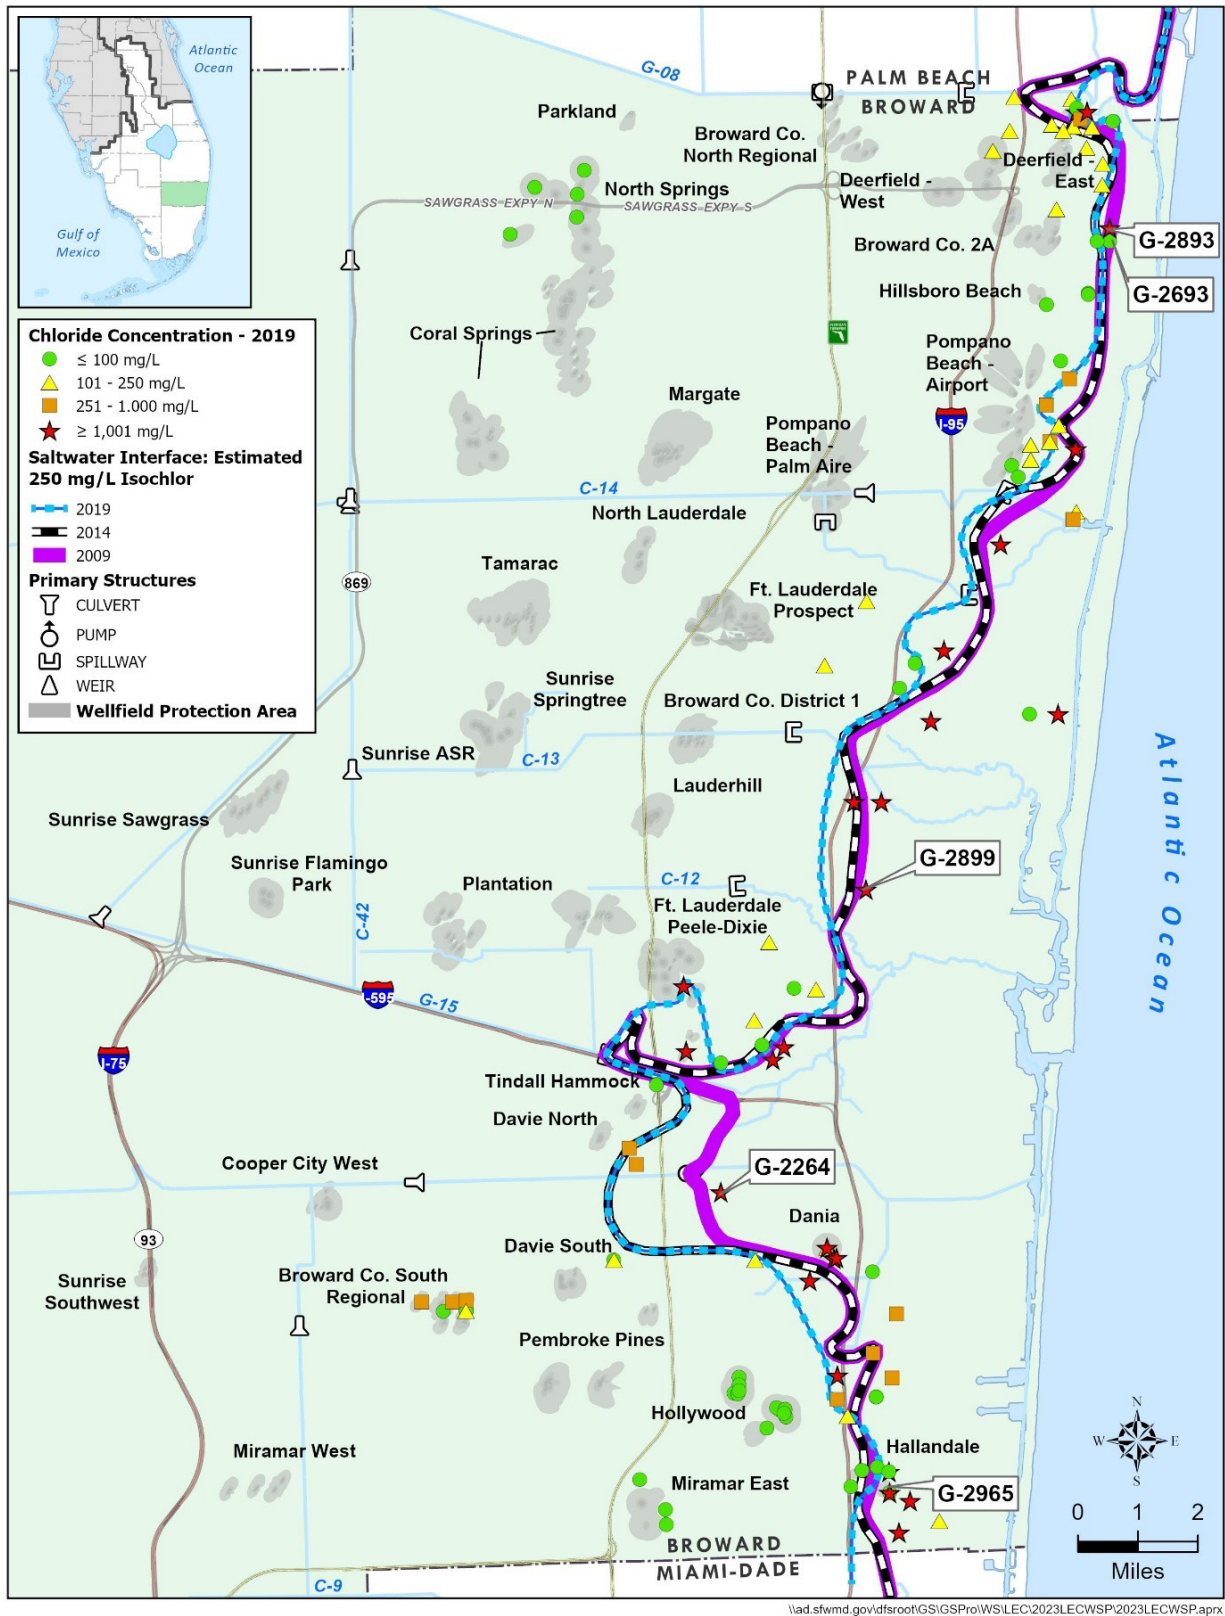 Atlantic
Ocean
Gulf of
Mexico
Chloride Concentration - 2019
≤ 100 mg/L
101 - 250 mg/L
251 - 1.000 mg/L
≥ 1,001 mg/L
Saltwater Interface: Estimated
250 mg/L Isochlor
2019
2014
2009
Primary Structures
CULVERT
PUMP
SPILLWAY
WEIR
Wellfield Protection Area
G-08
PALM BEACH
BROWARD
Parkland
Broward Co.
North Regional
Deerfield -
East
North Springs
Deerfield -
West
SAWGRASS EXPY N
SAWGRASS EXPY S
Broward Co. 2A
G-2893
G-2693
Hillsboro Beach
Coral Springs
Pompano
Beach -
Airport
Margate
I-95
Pompano
Beach -
Palm Aire
C-14
North Lauderdale
Tamarac
869
Ft. Lauderdale
Prospect
Sunrise
Springtree
Broward Co. District 1
Sunrise ASR
C-13
Lauderhill
Atlantic Ocean
Sunrise Sawgrass
Sunrise Flamingo
Park
G-2899
Plantation
C-12
Ft. Lauderdale
Peele-Dixie
C-42
I-595
G-15
I-75
Tindall Hammock
Davie North
Cooper City West
G-2264
Dania
93
Davie South
Sunrise
Southwest
Broward Co. South
Regional
Pembroke Pines
Hollywood
Hallandale
Miramar West
Miramar East
G-2965
N
W
E
S
0 1 2
Miles
BROWARD
MIAMI-DADE
C-9
\\ad.sfwmd.gov\dfsroot\GS\GSPro\WS\LEC\2023LECWSP\2023LECWSP.aprx